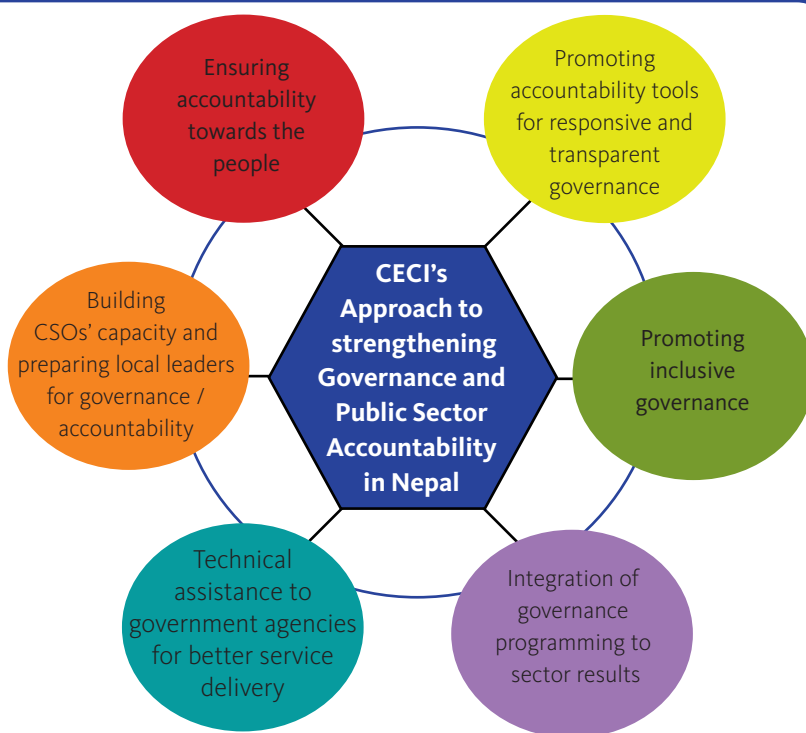 Ensuring
accountability
towards the
people
Promoting
accountability tools
for responsive and
transparent
governance
Building
CSOs' capacity and
preparing local leaders
for governance /
accountability
CECI's
Approach to
strengthening
Governance and
Public Sector
Accountability
in Nepal
Promoting
inclusive
governance
Technical
assistance to
government agencies
for better service
delivery
Integration of
governance
programming to
sector results